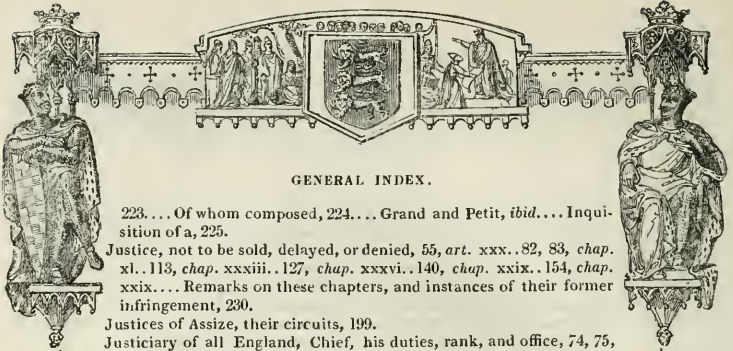 GENERAL INDEX.
223.... Of whom composed, 224.... Grand and Petit, ibid.... Inqui-
sition of a, 225.
Justice, not to be sold, delayed, or denied, 55, art. xxx..82, 83, chap.
xl..113, chap. xxxiii..127, chap. xxxvi..140, chap. xxix..154, chap.
xxix.... Remarks on these chapters, and instances of their former
infringement, 230.
Justices of Assize, their circuits, 199.
Justiciary of all England, Chief, his duties, rank, and office, 74, 75,